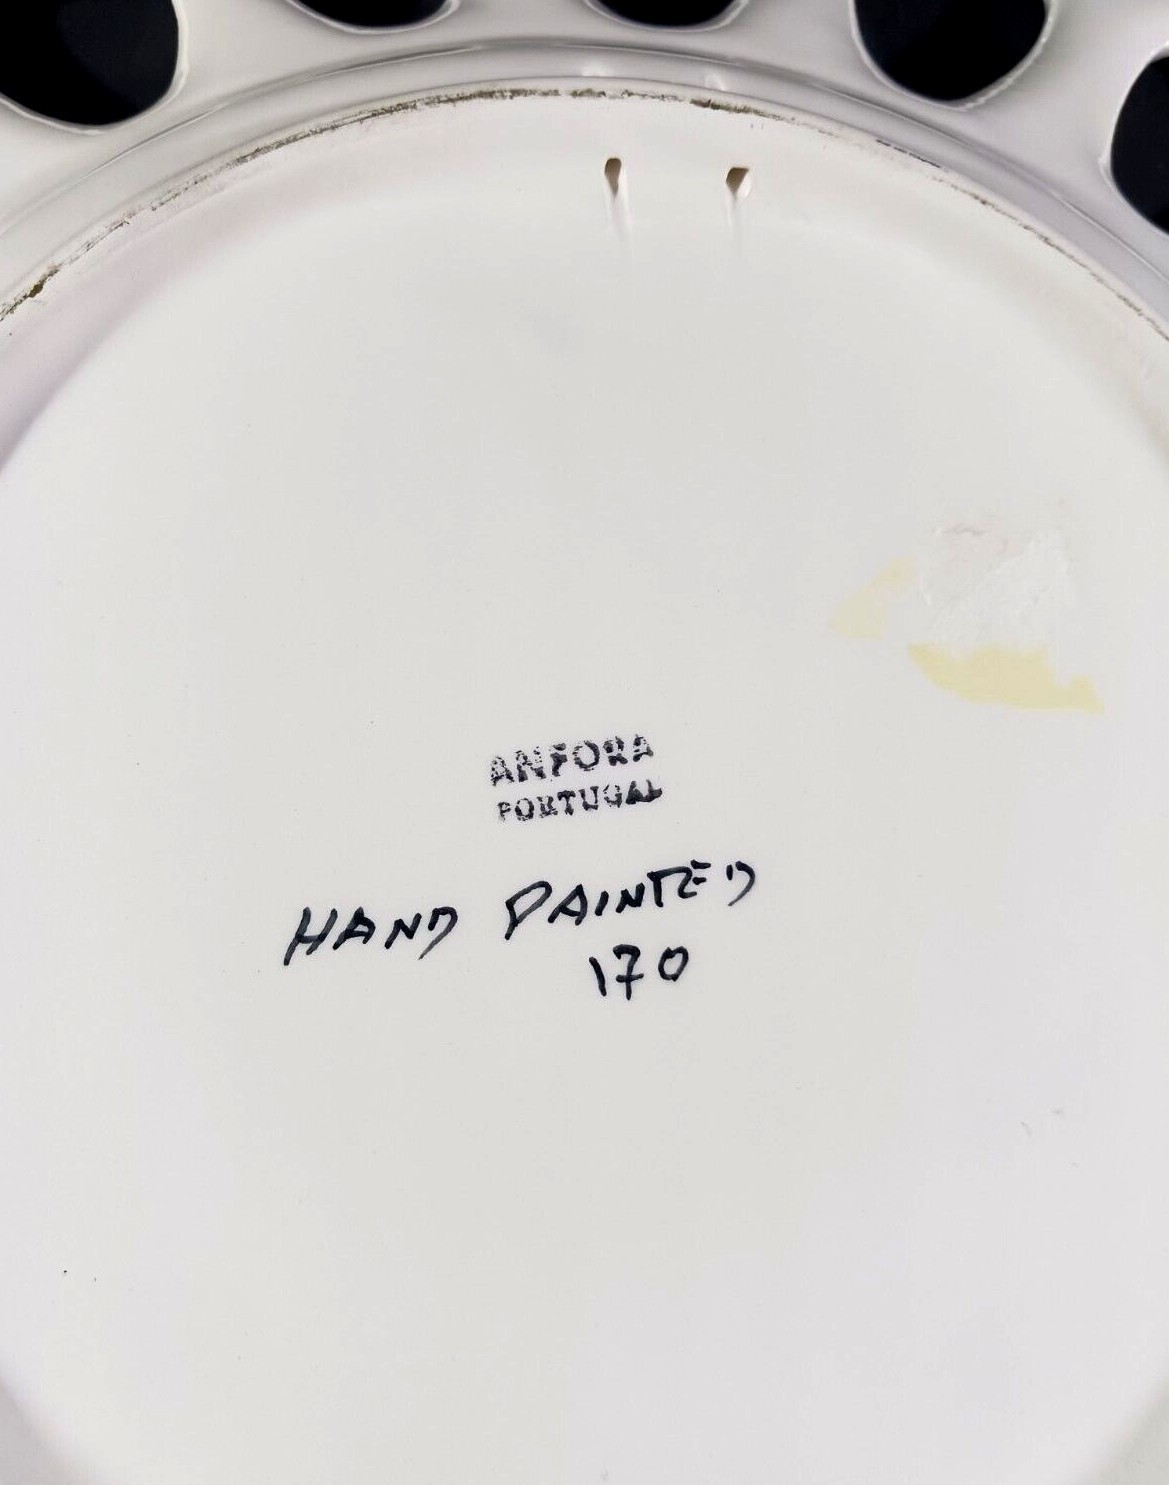 ANFORA
PORTUGAL
HAND PAINTED
170